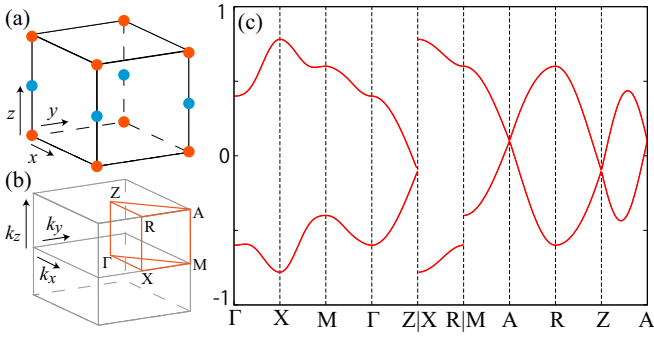 (a)
z
y
x
(b)
k_z
k_y
k_x
Z
A
R
Γ
M
X
(c)
1
0
-1
Γ X M Γ Z|X R|M A R Z A